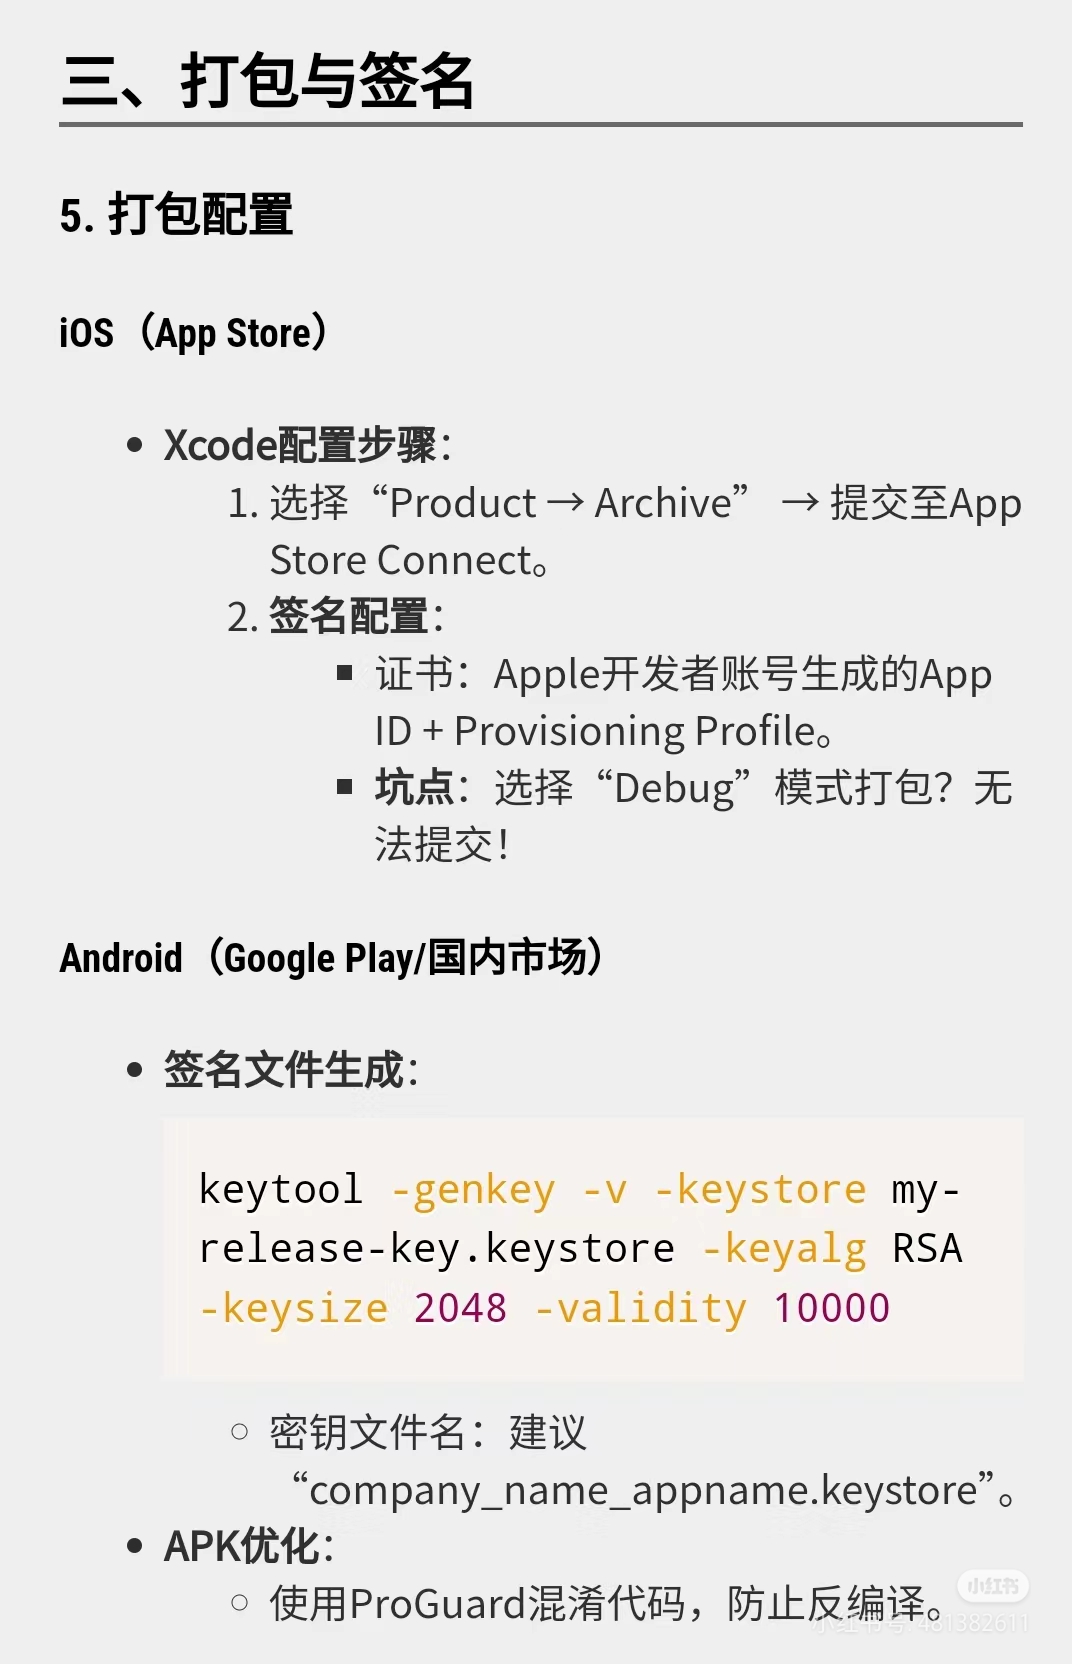 三、打包与签名
5. 打包配置
iOS（App Store）
• Xcode配置步骤：
1. 选择“Product → Archive” → 提交至App
Store Connect。
2. 签名配置：
▪ 证书：Apple开发者账号生成的App
ID + Provisioning Profile。
▪ 坑点：选择“Debug”模式打包？无
法提交！
Android（Google Play/国内市场）
• 签名文件生成：
keytool -genkey -v -keystore my-
release-key.keystore -keyalg RSA
-keysize 2048 -validity 10000
○ 密钥文件名：建议
“company_name_appname.keystore”。
• APK优化：
○ 使用ProGuard混淆代码，防止反编译。
小红书
小红书号: 481382611